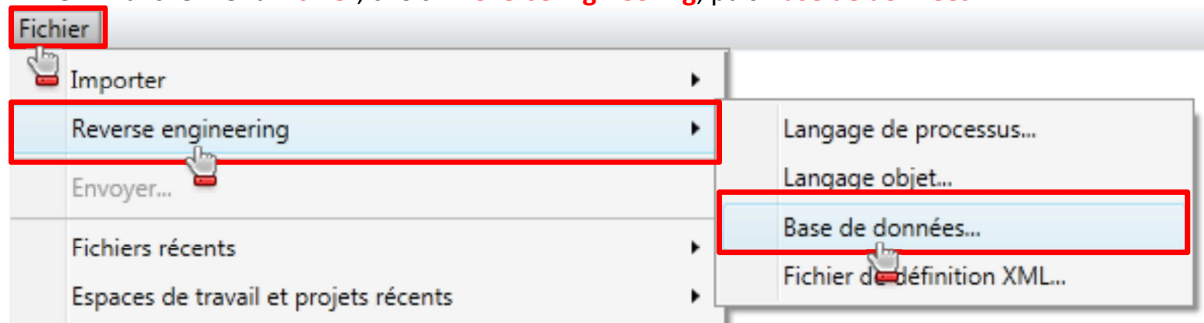 Fichier
Importer
Reverse engineering
Envoyer...
Fichiers récents
Espaces de travail et projets récents
Langage de processus...
Langage objet...
Base de données...
Fichier de définition XML...